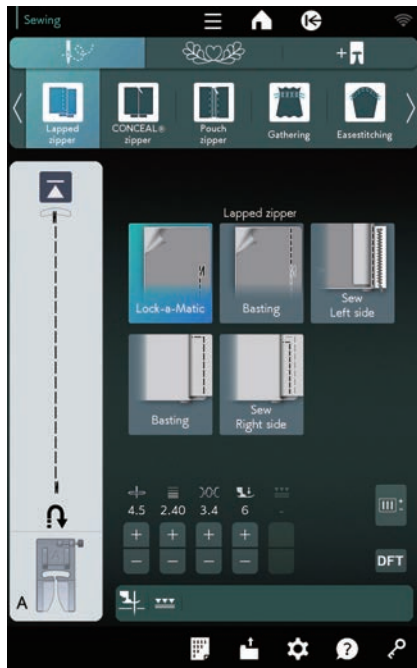 Sewing
Lapped
zipper
CONCEAL®
zipper
Pouch
zipper
Gathering
Easestitching
Lapped zipper
Lock-a-Matic
Basting
Sew
Left side
Basting
Sew
Right side
4.5 2.40 3.4 6 -
+ + + +
− − − −
DFT
A